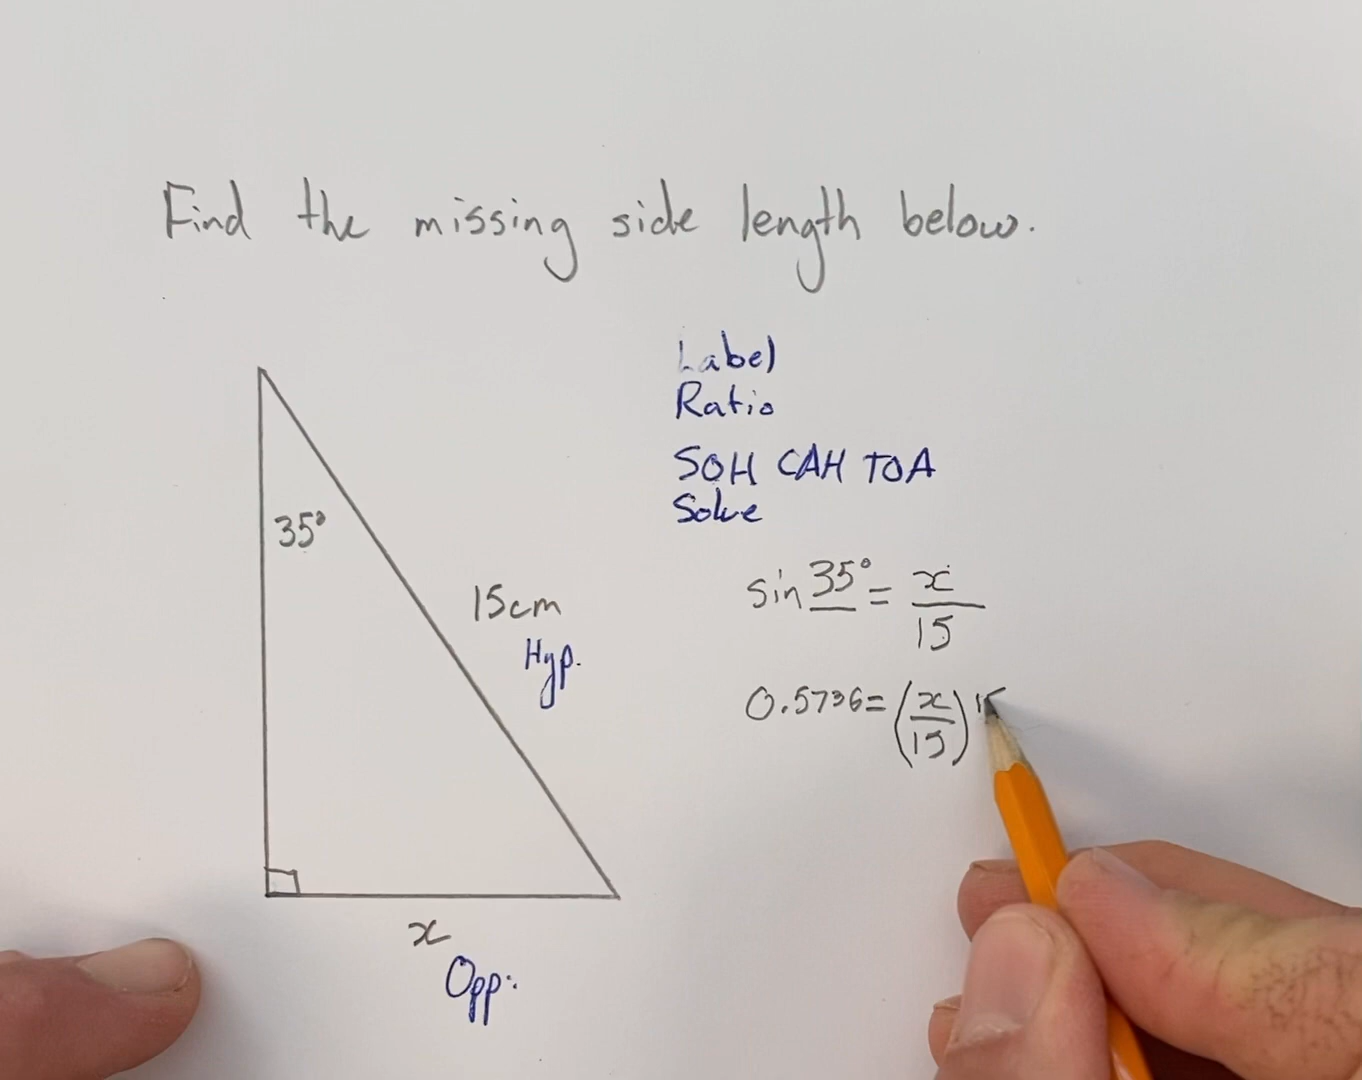 Find the missing side length below.
Label
Ratio
SOH CAH TOA
Solve
35°
15cm
Hyp.
x
Opp.
sin 35° = x/15
0.5736 = (x/15) 15